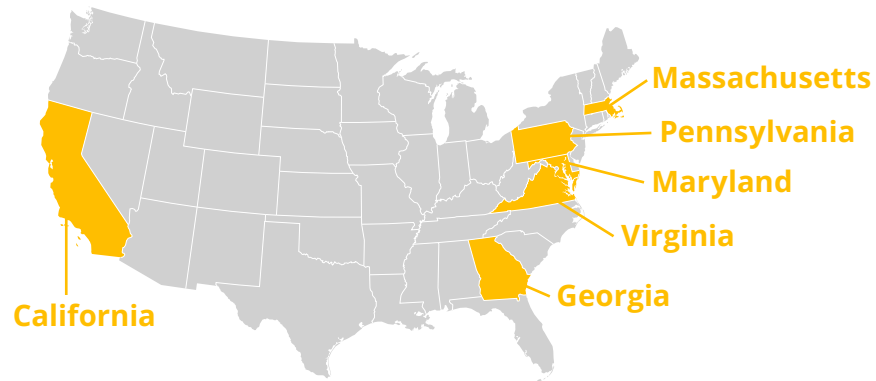 Massachusetts
Pennsylvania
Maryland
Virginia
Georgia
California